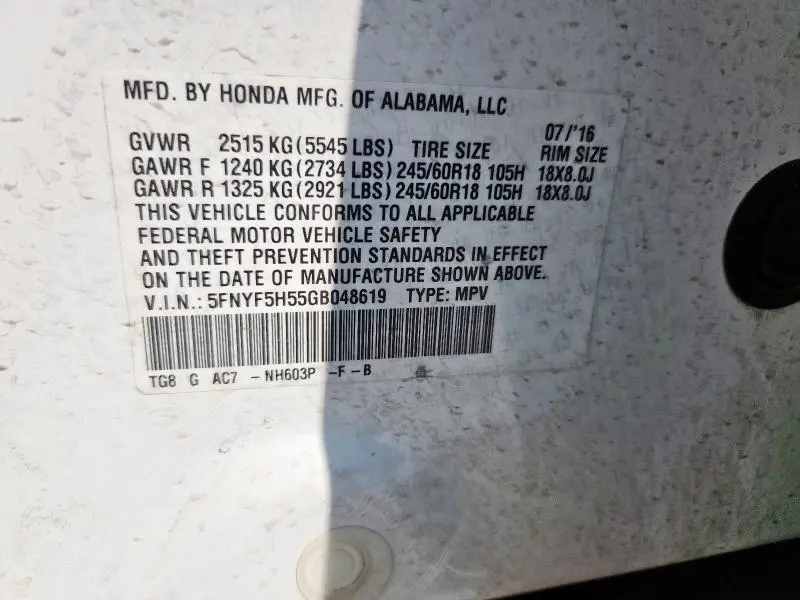 MFD. BY HONDA MFG. OF ALABAMA, LLC
07/'16
GVWR 2515 KG(5545 LBS) TIRE SIZE RIM SIZE
GAWR F 1240 KG(2734 LBS) 245/60R18 105H 18X8.0J
GAWR R 1325 KG(2921 LBS) 245/60R18 105H 18X8.0J
THIS VEHICLE CONFORMS TO ALL APPLICABLE
FEDERAL MOTOR VEHICLE SAFETY
AND THEFT PREVENTION STANDARDS IN EFFECT
ON THE DATE OF MANUFACTURE SHOWN ABOVE.
V.I.N.: 5FNYF5H55GB048619 TYPE: MPV
TG8 G AC7 -NH603P -F -B